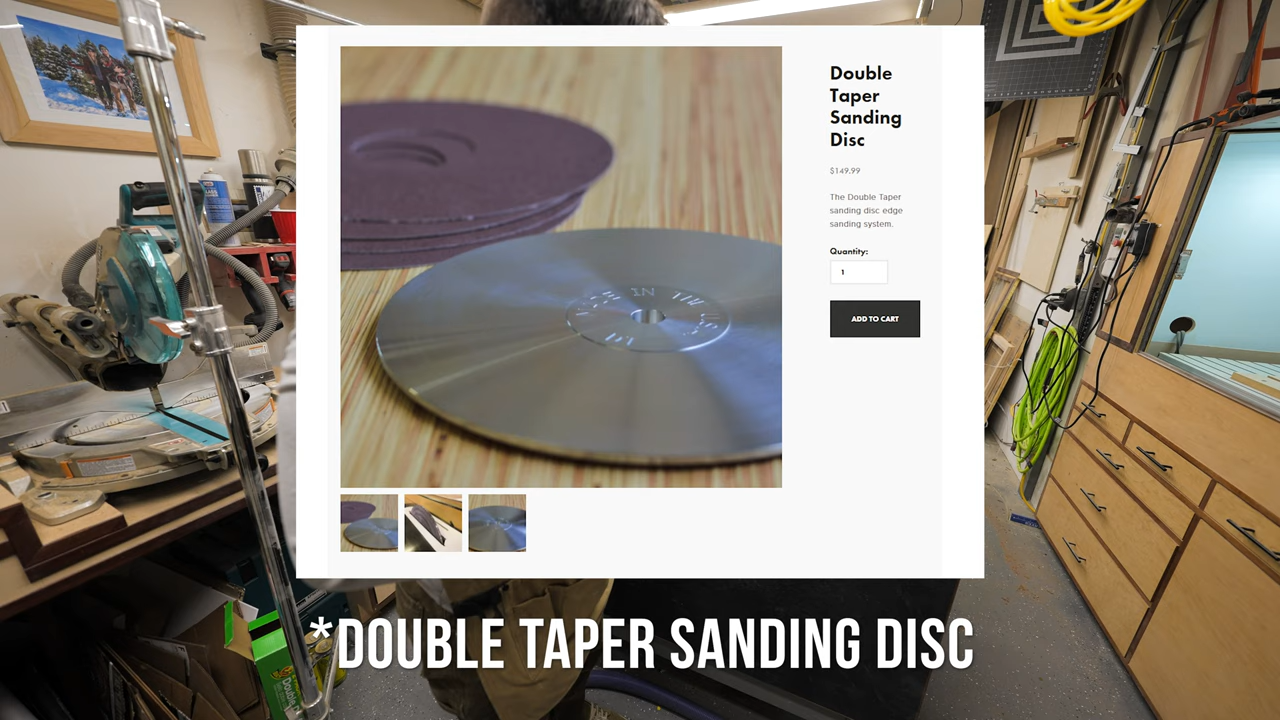 Double
Taper
Sanding
Disc
$149.99
The Double Taper
sanding disc edge
sanding system.
Quantity:
1
ADD TO CART
*DOUBLE TAPER SANDING DISC